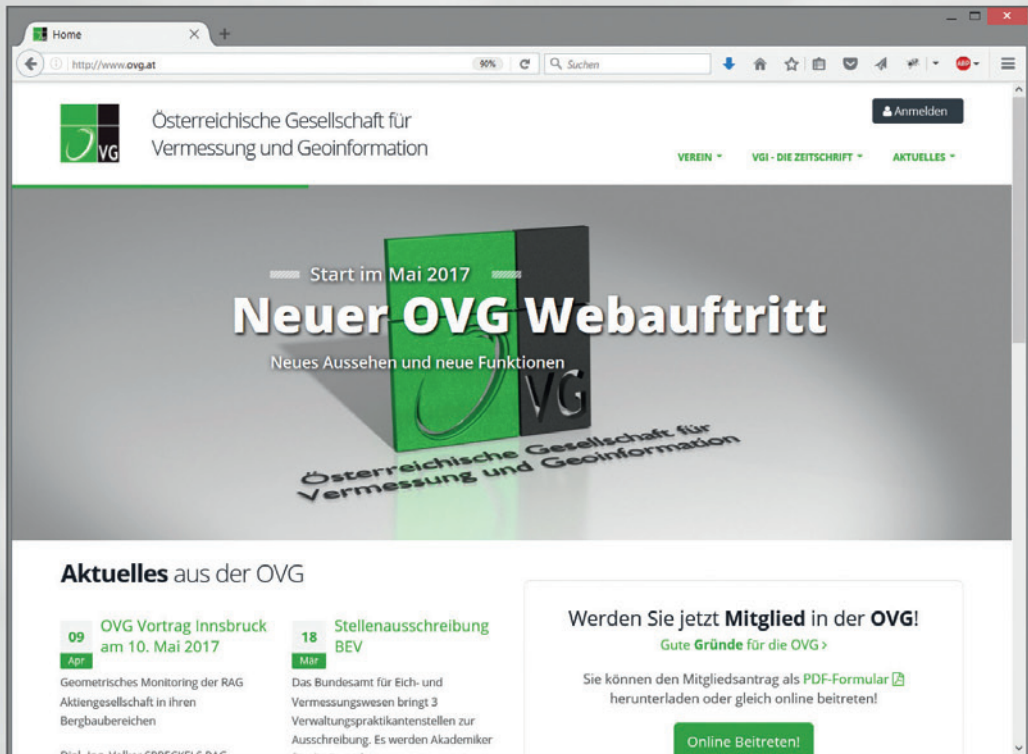 Home
http://www.ovg.at
90%
Suchen
ABP
VG
Österreichische Gesellschaft für
Vermessung und Geoinformation
Anmelden
VEREIN
VGI - DIE ZEITSCHRIFT
AKTUELLES
Start im Mai 2017
Neuer OVG Webauftritt
Neues Aussehen und neue Funktionen
VG
Österreichische Gesellschaft für
Vermessung und Geoinformation
Aktuelles aus der OVG
09
Apr
OVG Vortrag Innsbruck
am 10. Mai 2017
Geometrisches Monitoring der RAG
Aktiengesellschaft in ihren
Bergbaubereichen
18
Mär
Stellenausschreibung
BEV
Das Bundesamt für Eich- und
Vermessungswesen bringt 3
Verwaltungspraktikantenstellen zur
Ausschreibung. Es werden Akademiker
Werden Sie jetzt Mitglied in der OVG!
Gute Gründe für die OVG >
Sie können den Mitgliedsantrag als PDF-Formular
herunterladen oder gleich online beitreten!
Online Beitreten!